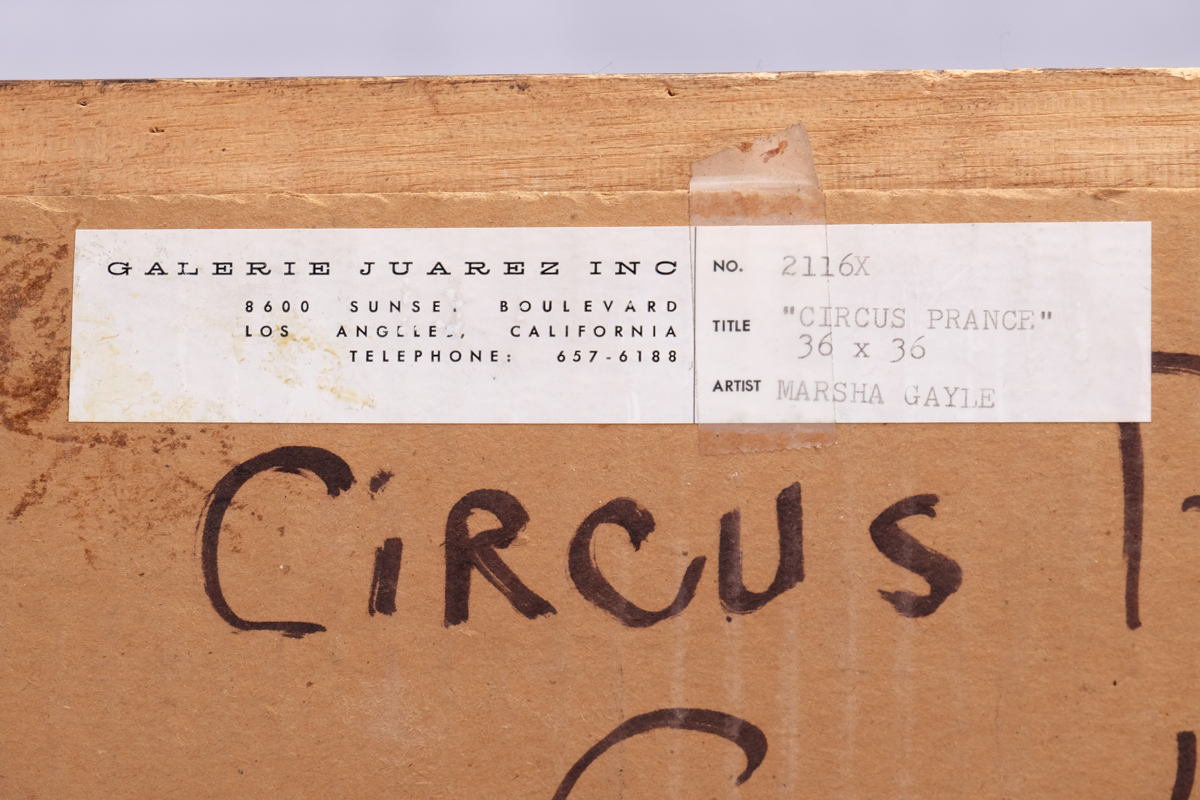 GALERIE JUAREZ INC
8600 SUNSE. BOULEVARD
LOS ANGELES, CALIFORNIA
TELEPHONE: 657-6188
NO. 2116X
TITLE "CIRCUS PRANCE"
36 x 36
ARTIST MARSHA GAYLE
CiRCUS